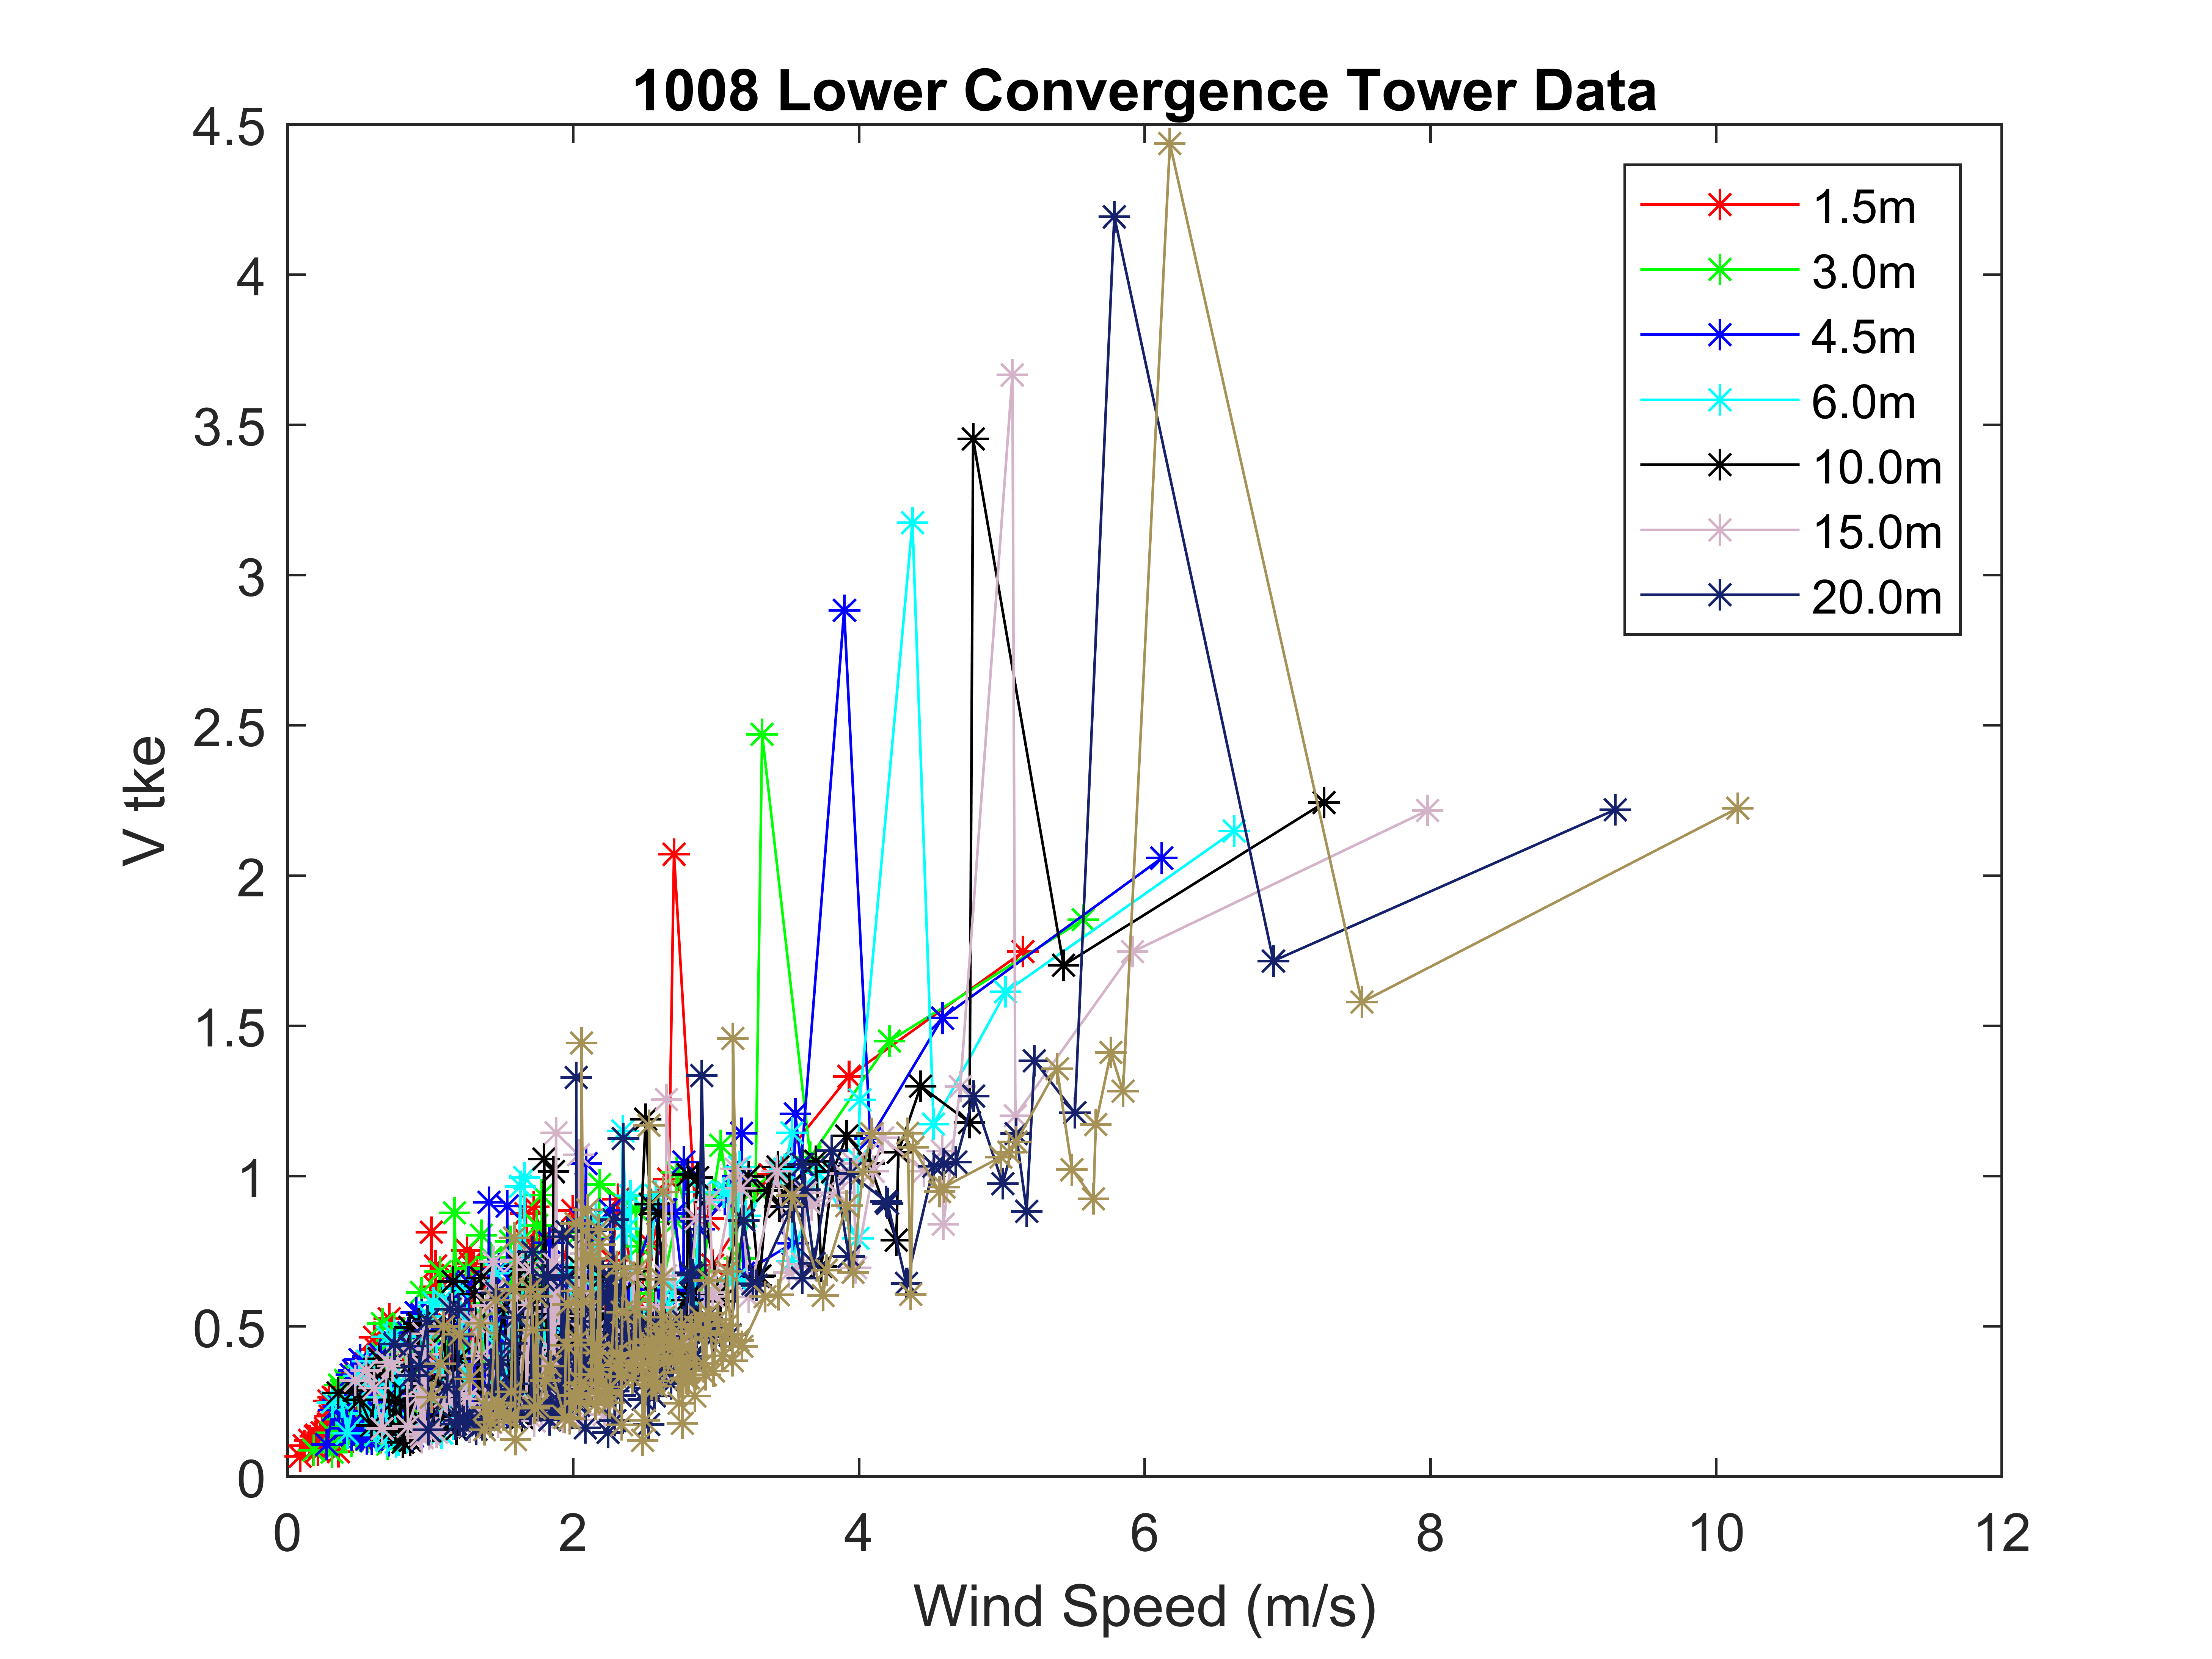 1008 Lower Convergence Tower Data
4.5
4
3.5
3
2.5
2
1.5
1
0.5
0
V tke
1.5m
3.0m
4.5m
6.0m
10.0m
15.0m
20.0m
0 2 4 6 8 10 12
Wind Speed (m/s)